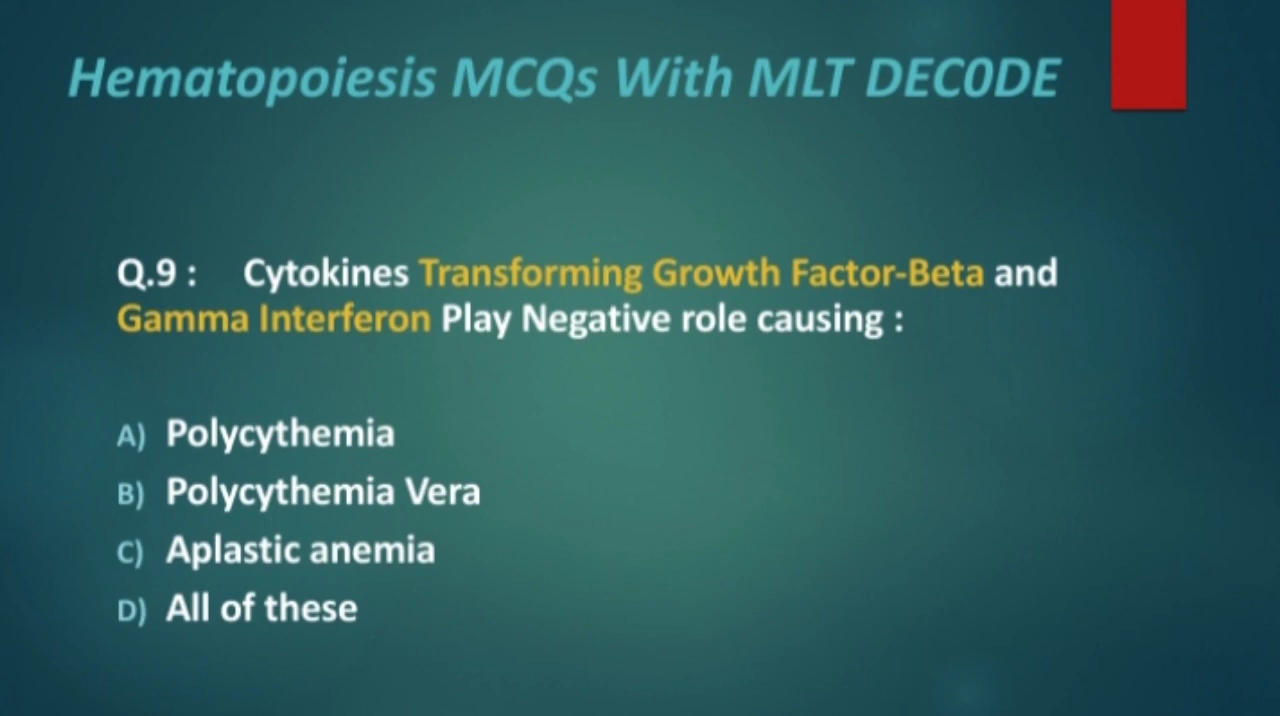 Hematopoiesis MCQs With MLT DEC0DE
Q.9 : Cytokines Transforming Growth Factor-Beta and
Gamma Interferon Play Negative role causing :
A) Polycythemia
B) Polycythemia Vera
C) Aplastic anemia
D) All of these